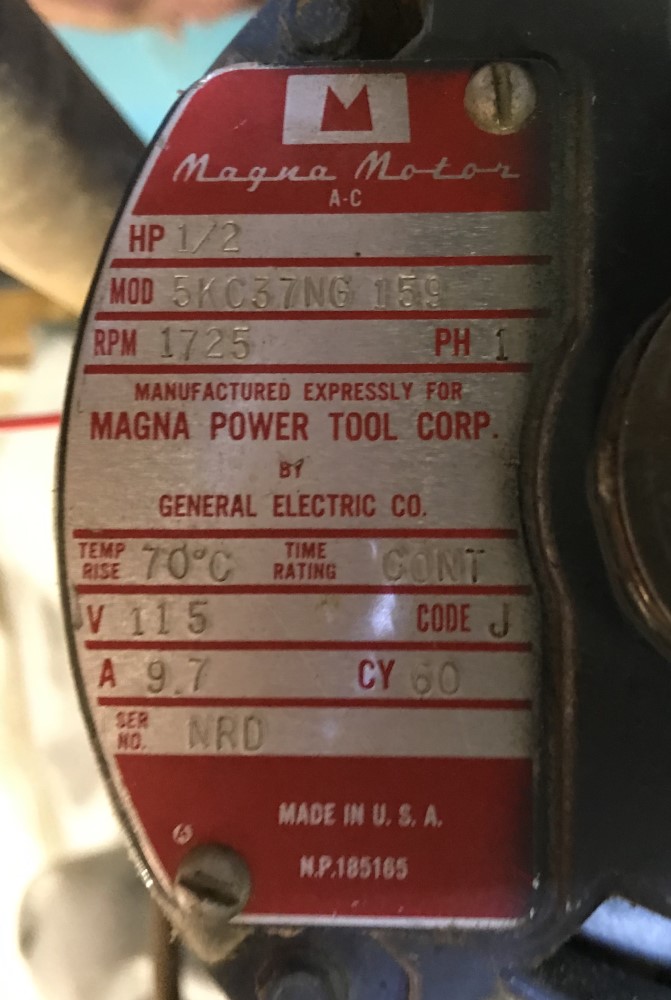 M
Magna Motor
A-C
HP 1/2
MOD 5KC37NG 159
RPM 1725 PH 1
MANUFACTURED EXPRESSLY FOR
MAGNA POWER TOOL CORP.
BY
GENERAL ELECTRIC CO.
TEMP RISE 70°C TIME RATING CONT
V 115 CODE J
A 9.7 CY 60
SER NO. NRD
MADE IN U. S. A.
N.P.185165